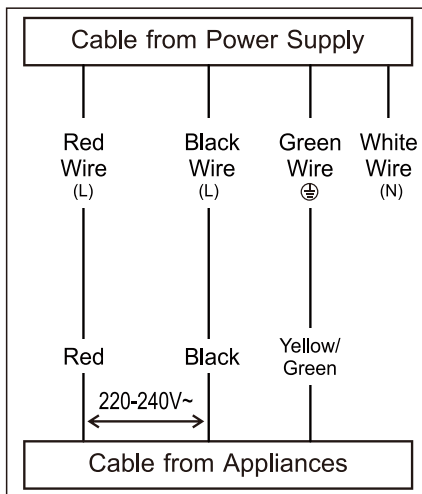 Cable from Power Supply
Red
Wire
(L)
Black
Wire
(L)
Green
Wire
⏚
White
Wire
(N)
Red
Black
Yellow/
Green
220-240V~
Cable from Appliances